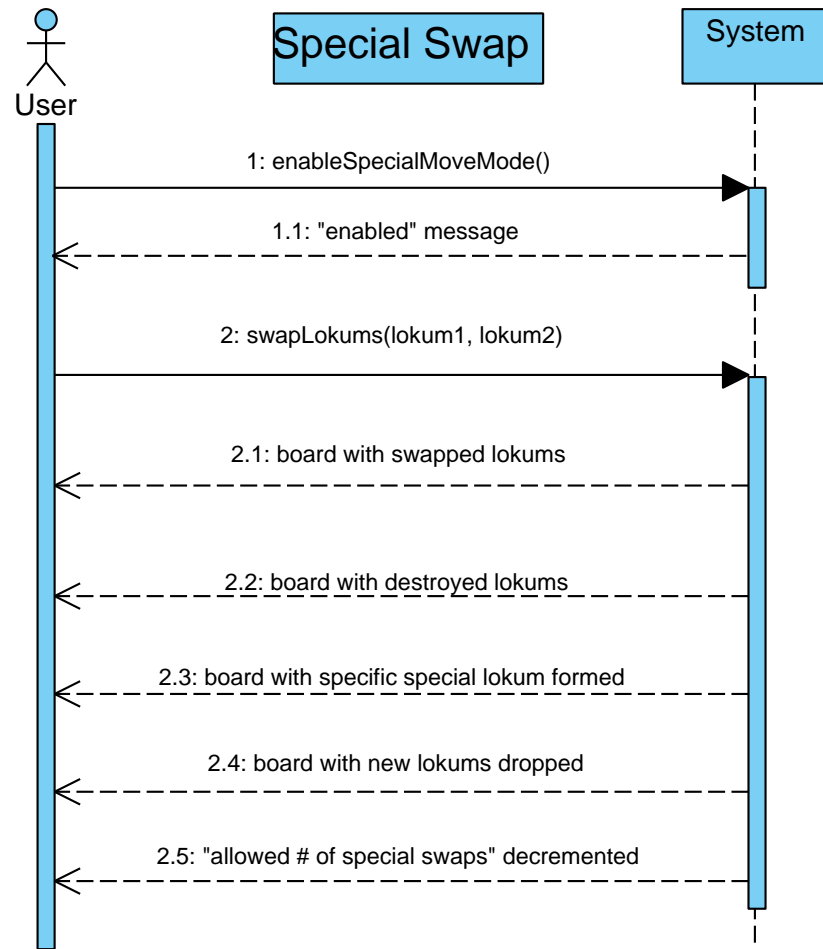 Special Swap
System
User
1: enableSpecialMoveMode()
1.1: "enabled" message
2: swapLokums(lokum1, lokum2)
2.1: board with swapped lokums
2.2: board with destroyed lokums
2.3: board with specific special lokum formed
2.4: board with new lokums dropped
2.5: "allowed # of special swaps" decremented